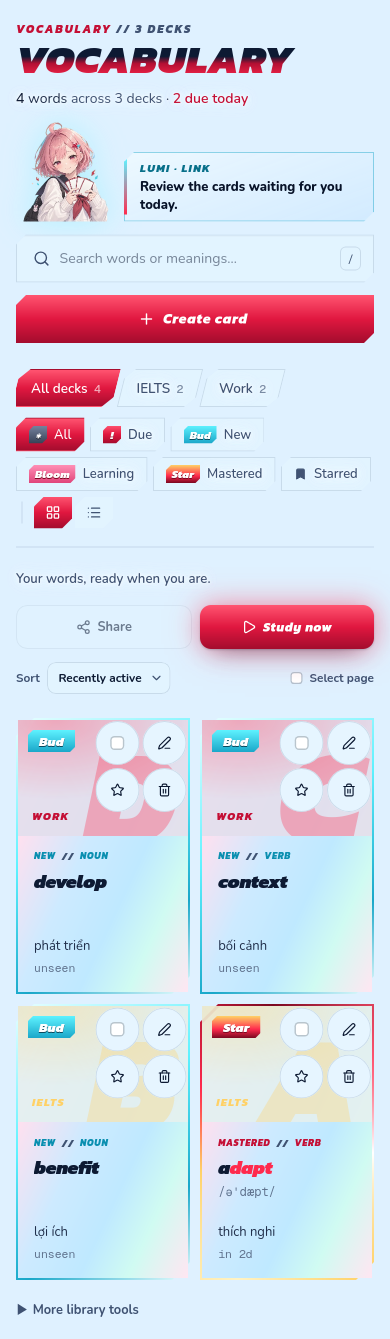 VOCABULARY // 3 DECKS
VOCABULARY
4 words across 3 decks · 2 due today
LUMI · LINK
Review the cards waiting for you
today.
Search words or meanings...
/
Create card
All decks 4
IELTS 2
Work 2
All
! Due
Bud New
Bloom Learning
Star Mastered
Starred
Your words, ready when you are.
Share
Study now
Sort
Recently active
Select page
Bud
WORK
NEW // NOUN
develop
phát triển
unseen
Bud
WORK
NEW // VERB
context
bối cảnh
unseen
Bud
IELTS
NEW // NOUN
benefit
lợi ích
unseen
Star
IELTS
MASTERED // VERB
adapt
/əˈdæpt/
thích nghi
in 2d
More library tools